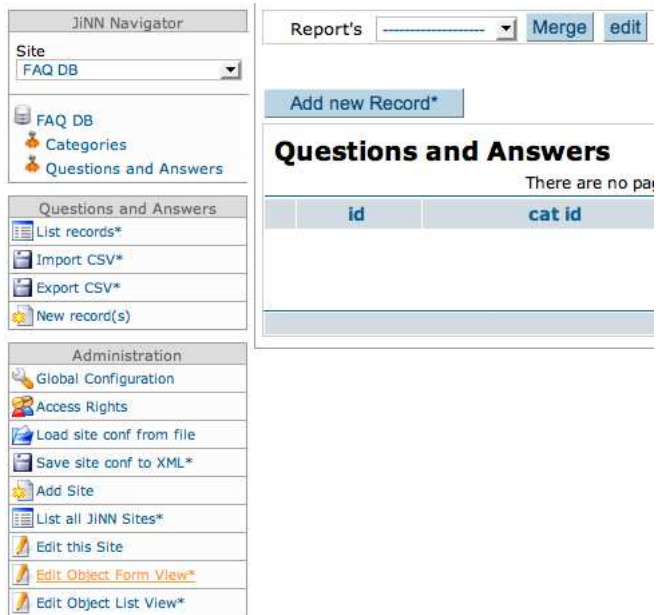 JiNN Navigator
Site
FAQ DB
FAQ DB
Categories
Questions and Answers
Questions and Answers
List records*
Import CSV*
Export CSV*
New record(s)
Administration
Global Configuration
Access Rights
Load site conf from file
Save site conf to XML*
Add Site
List all JiNN Sites*
Edit this Site
Edit Object Form View*
Edit Object List View*
Report's ------------------- Merge edit
Add new Record*
Questions and Answers
There are no pa
id cat id